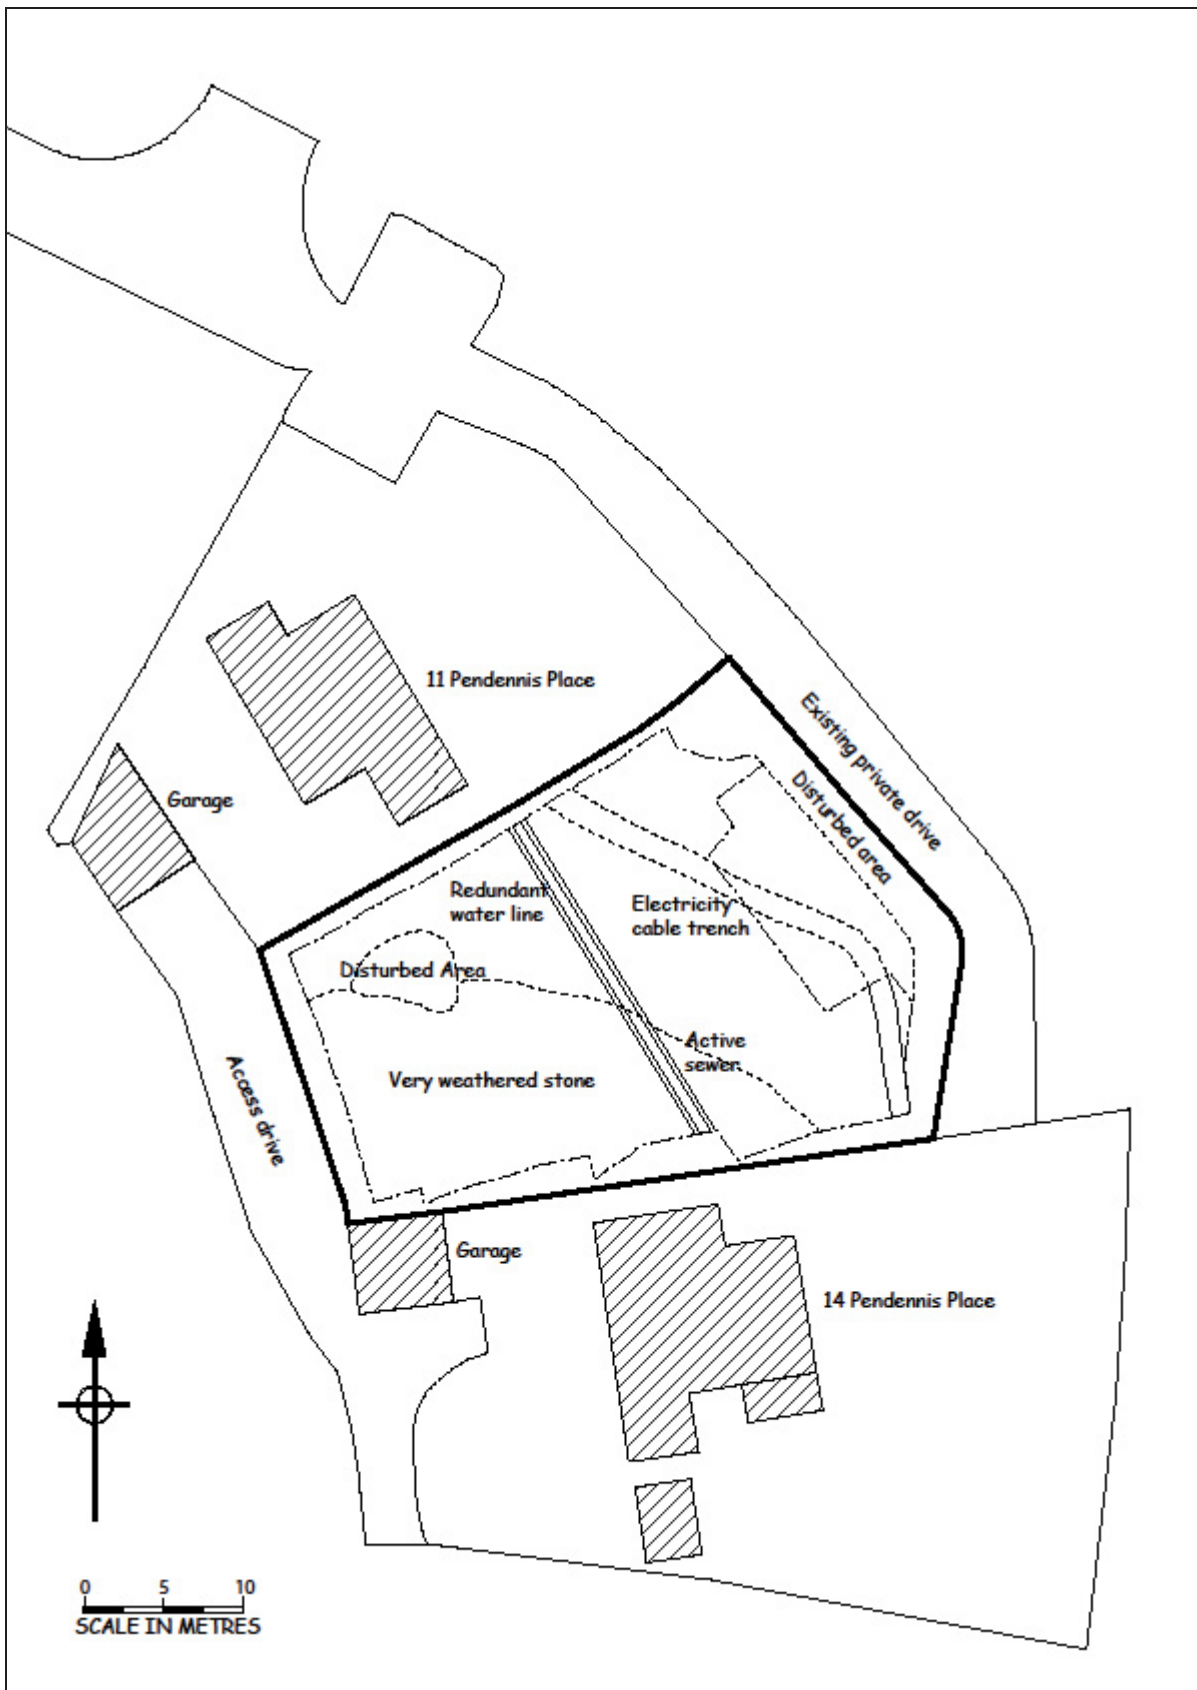 11 Pendennis Place
Existing private drive
Disturbed area
Garage
Redundant
water line
Electricity
cable trench
Disturbed Area
Active
sewer
Very weathered stone
Access drive
Garage
14 Pendennis Place
0 5 10
SCALE IN METRES